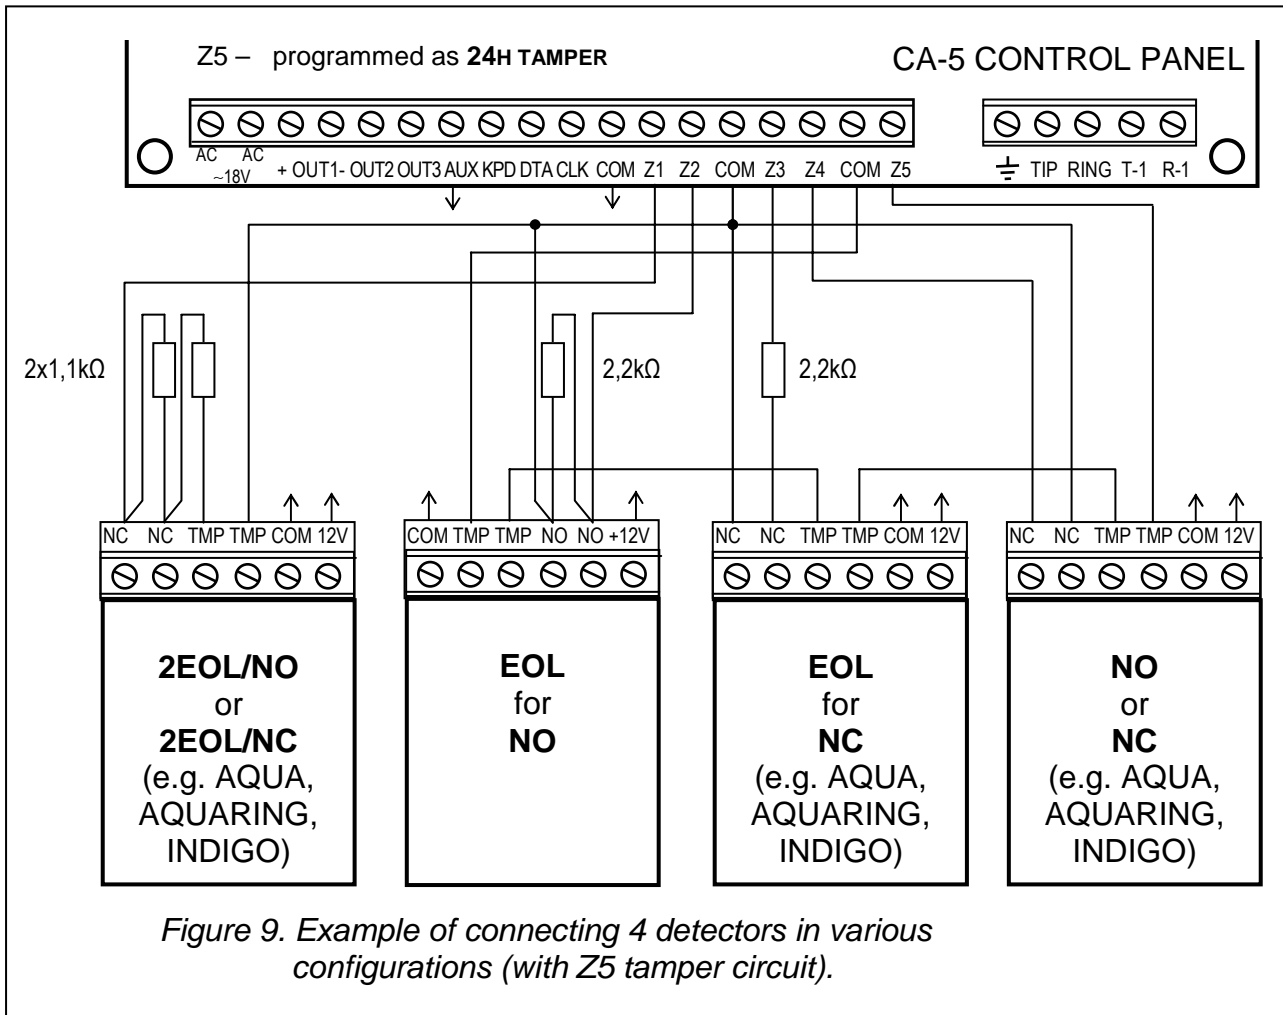 Z5 – programmed as 24H TAMPER
CA-5 CONTROL PANEL
AC AC
~18V
+ OUT1- OUT2 OUT3 AUX KPD DTA CLK COM Z1 Z2 COM Z3 Z4 COM Z5
TIP RING T-1 R-1
2x1,1kΩ
2,2kΩ
2,2kΩ
NC NC TMP TMP COM 12V
COM TMP TMP NO NO +12V
NC NC TMP TMP COM 12V
NC NC TMP TMP COM 12V
2EOL/NO
or
2EOL/NC
(e.g. AQUA,
AQUARING,
INDIGO)
EOL
for
NO
EOL
for
NC
(e.g. AQUA,
AQUARING,
INDIGO)
NO
or
NC
(e.g. AQUA,
AQUARING,
INDIGO)
Figure 9. Example of connecting 4 detectors in various
configurations (with Z5 tamper circuit).